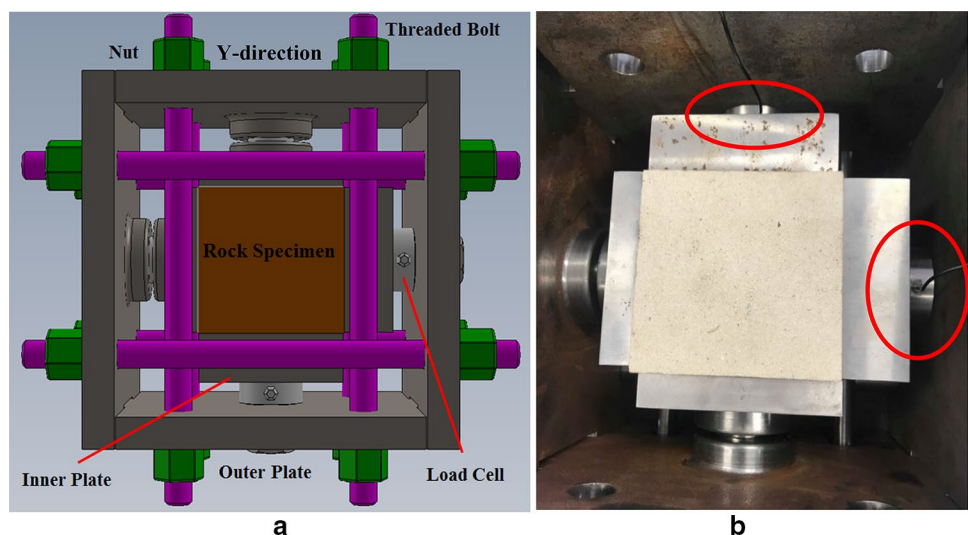 Threaded Bolt
Nut
Y-direction
Rock Specimen
Inner Plate
Outer Plate
Load Cell
a
b